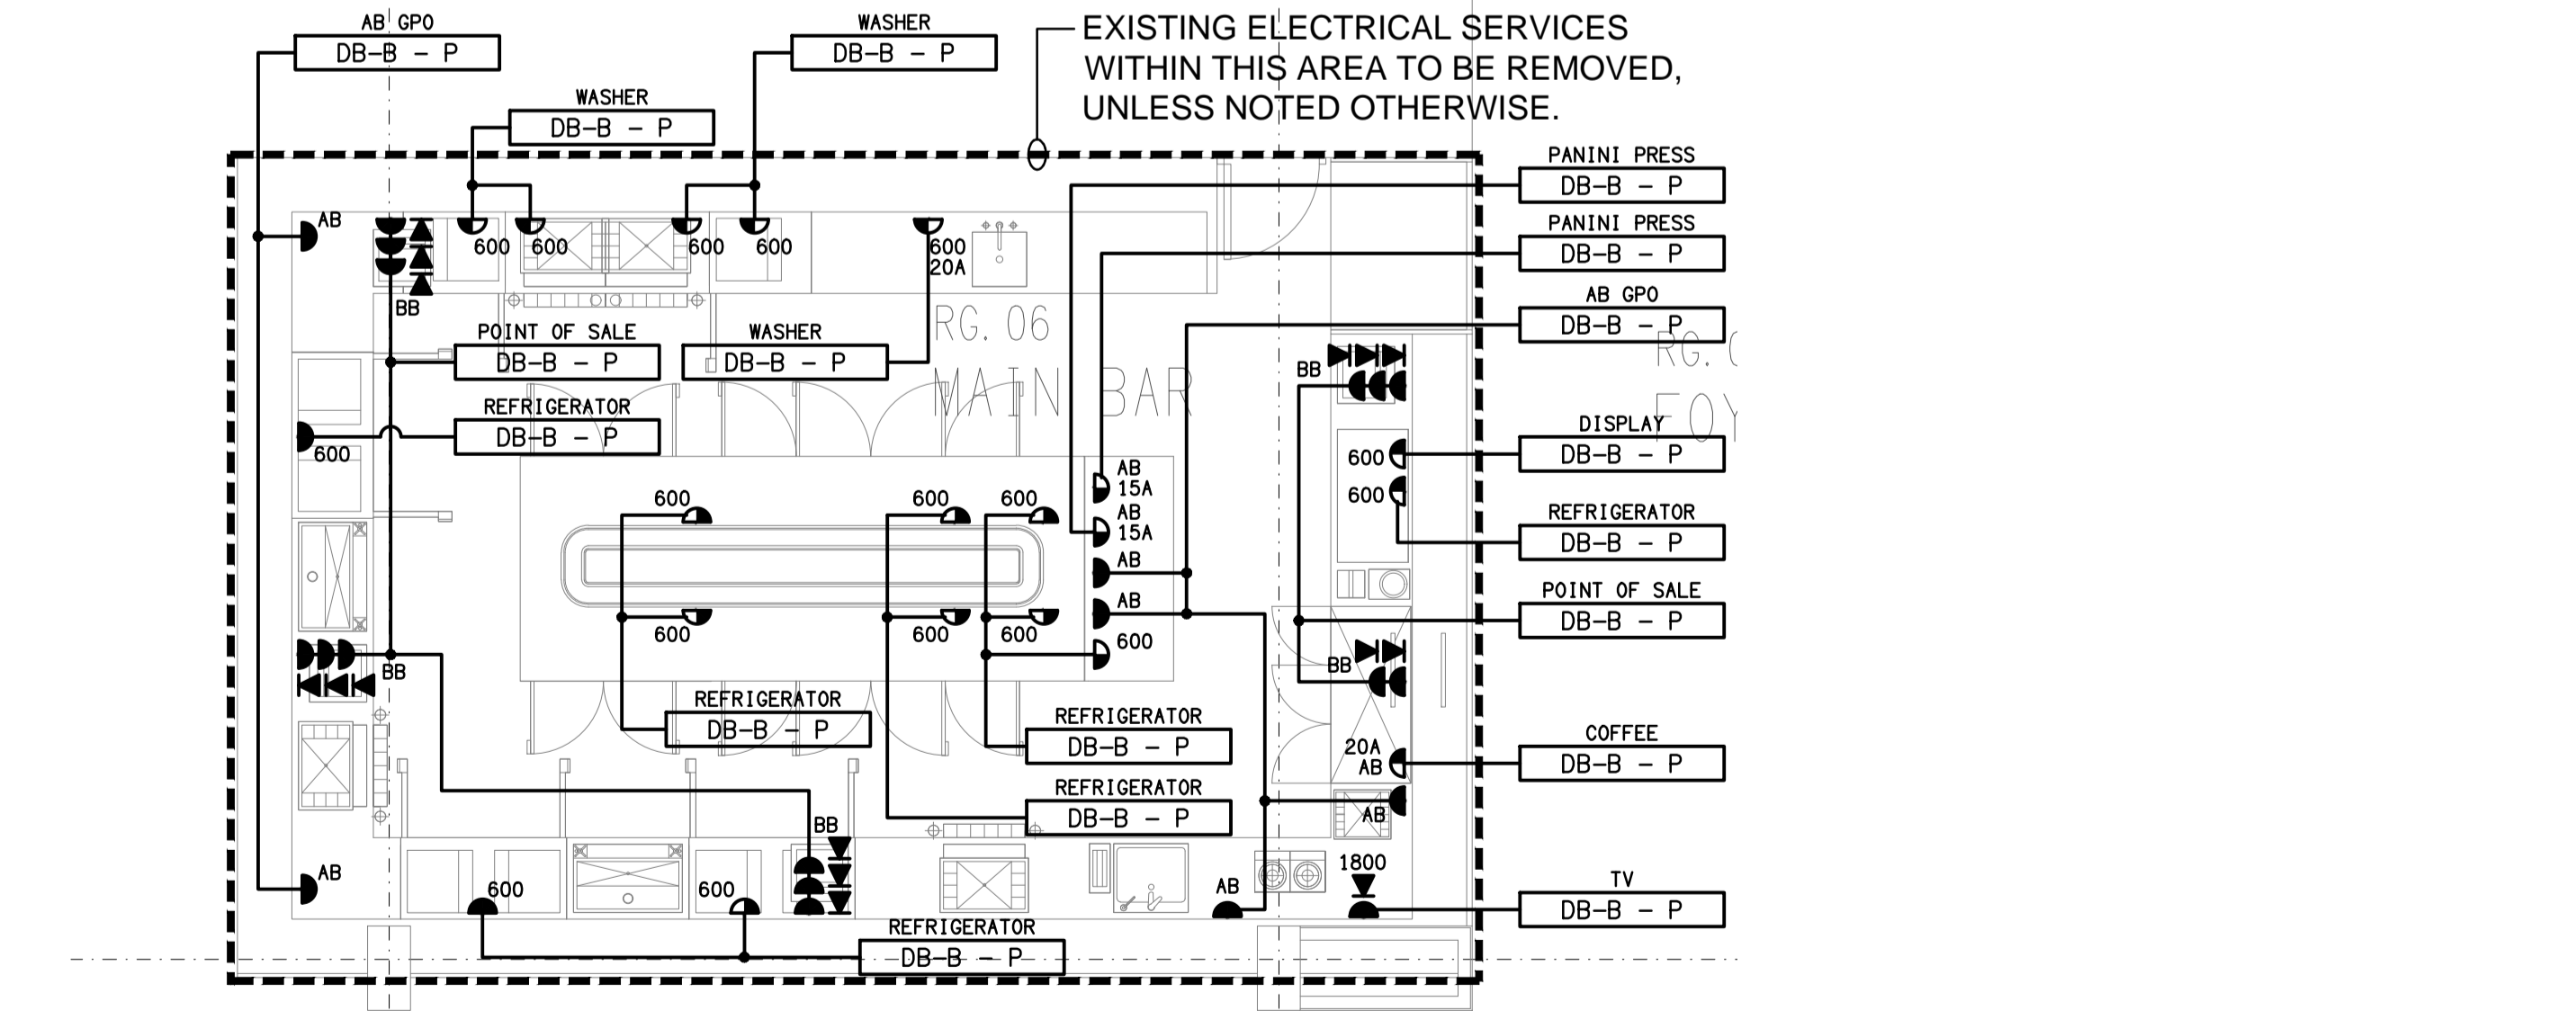 AB GPO
DB-B - P
WASHER
DB-B - P
EXISTING ELECTRICAL SERVICES
WITHIN THIS AREA TO BE REMOVED,
UNLESS NOTED OTHERWISE.
WASHER
DB-B - P
PANINI PRESS
DB-B - P
PANINI PRESS
DB-B - P
AB GPO
DB-B - P
AB
600
600
600
600
600
20A
BB
RG. 06
MAIN BAR
POINT OF SALE
DB-B - P
WASHER
DB-B - P
REFRIGERATOR
DB-B - P
600
RG.
FOY
BB
DISPLAY
DB-B - P
600
600
REFRIGERATOR
DB-B - P
AB
15A
AB
15A
AB
AB
600
600
600
600
600
600
600
POINT OF SALE
DB-B - P
BB
BB
REFRIGERATOR
DB-B - P
REFRIGERATOR
DB-B - P
REFRIGERATOR
DB-B - P
20A
AB
COFFEE
DB-B - P
AB
BB
AB
600
600
AB
1800
TV
DB-B - P
REFRIGERATOR
DB-B - P